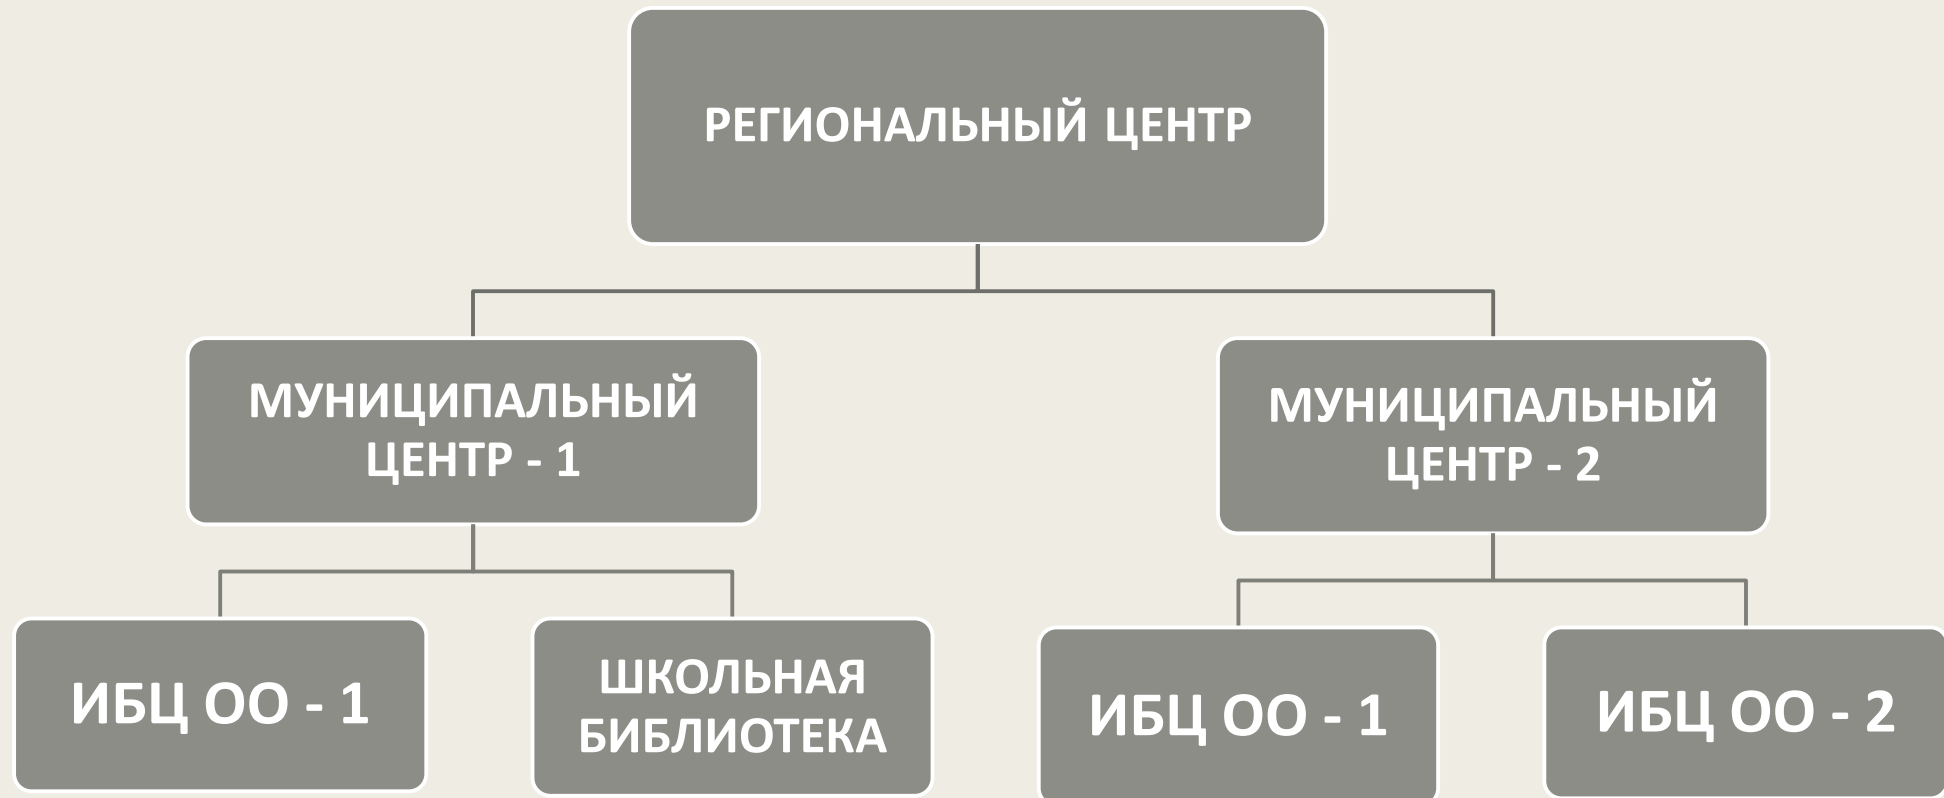 РЕГИОНАЛЬНЫЙ ЦЕНТР
МУНИЦИПАЛЬНЫЙ
ЦЕНТР - 1
МУНИЦИПАЛЬНЫЙ
ЦЕНТР - 2
ИБЦ ОО - 1
ШКОЛЬНАЯ
БИБЛИОТЕКА
ИБЦ ОО - 1
ИБЦ ОО - 2